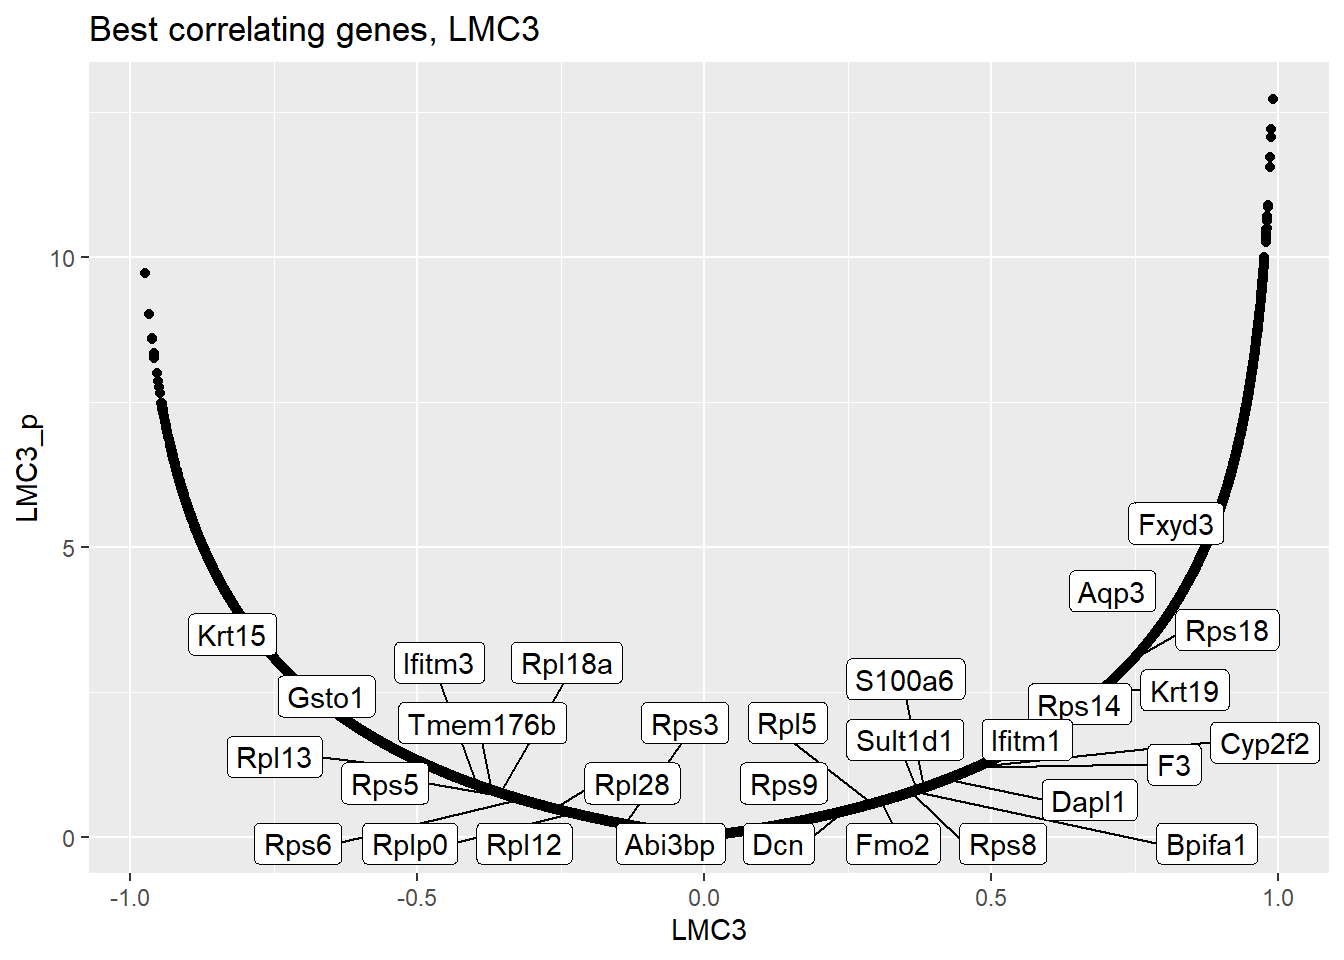 Best correlating genes, LMC3
LMC3_p
10
5
0
Fxyd3
Aqp3
Krt15
Rps18
Ifitm3
Rpl18a
S100a6
Krt19
Gsto1
Rps14
Tmem176b
Rps3
Rpl5
Sult1d1
Ifitm1
Cyp2f2
Rpl13
F3
Rps5
Rpl28
Rps9
Dapl1
Rps6
Rplp0
Rpl12
Abi3bp
Dcn
Fmo2
Rps8
Bpifa1
-1.0
-0.5
0.0
0.5
1.0
LMC3